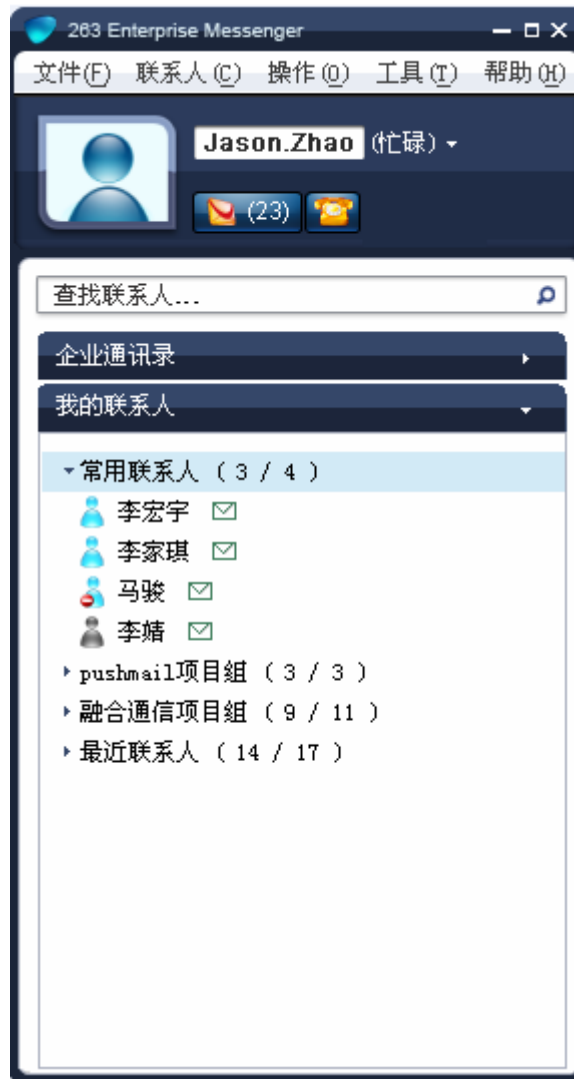 263 Enterprise Messenger
文件(F) 联系人(C) 操作(O) 工具(T) 帮助(H)
Jason.Zhao (忙碌)
(23)
查找联系人...
企业通讯录
我的联系人
常用联系人 ( 3 / 4 )
李宏宇
李家琪
马骏
李婧
pushmail项目组 ( 3 / 3 )
融合通信项目组 ( 9 / 11 )
最近联系人 ( 14 / 17 )